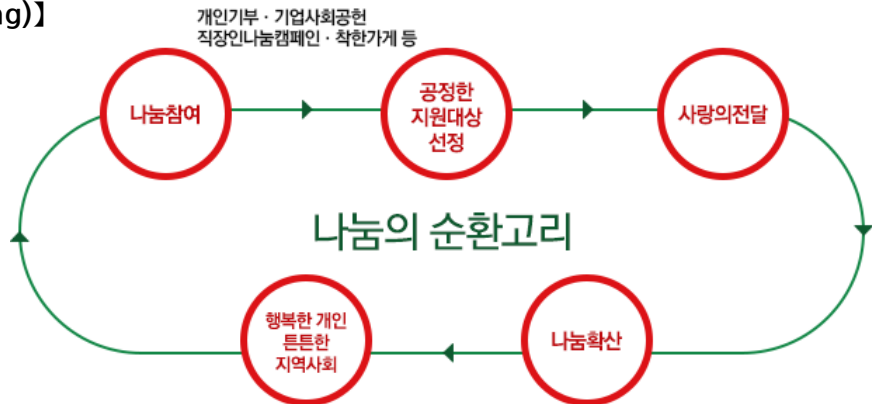 ng)】
개인기부 · 기업사회공헌
직장인나눔캠페인 · 착한가게 등
나눔참여
공정한
지원대상
선정
사랑의전달
나눔의 순환고리
행복한 개인
튼튼한
지역사회
나눔확산